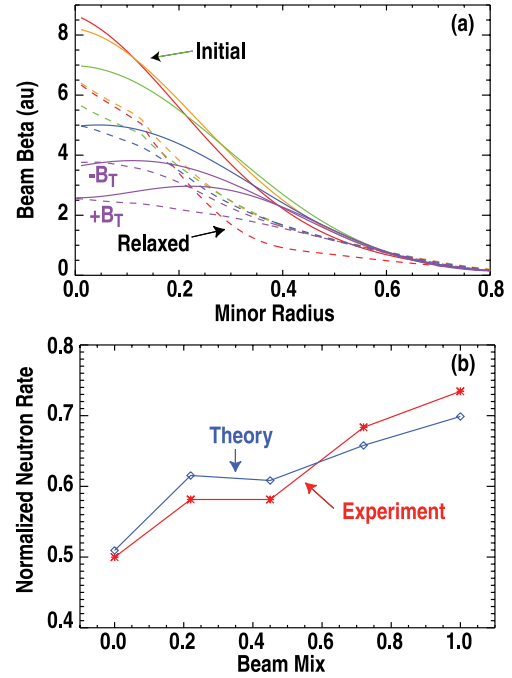 (a)
8
6
4
2
0
Beam Beta (au)
Initial
-B_T
+B_T
Relaxed
0.0 0.2 0.4 0.6 0.8
Minor Radius
(b)
0.8
0.7
0.6
0.5
0.4
Normalized Neutron Rate
Theory
Experiment
0.0 0.2 0.4 0.6 0.8 1.0
Beam Mix